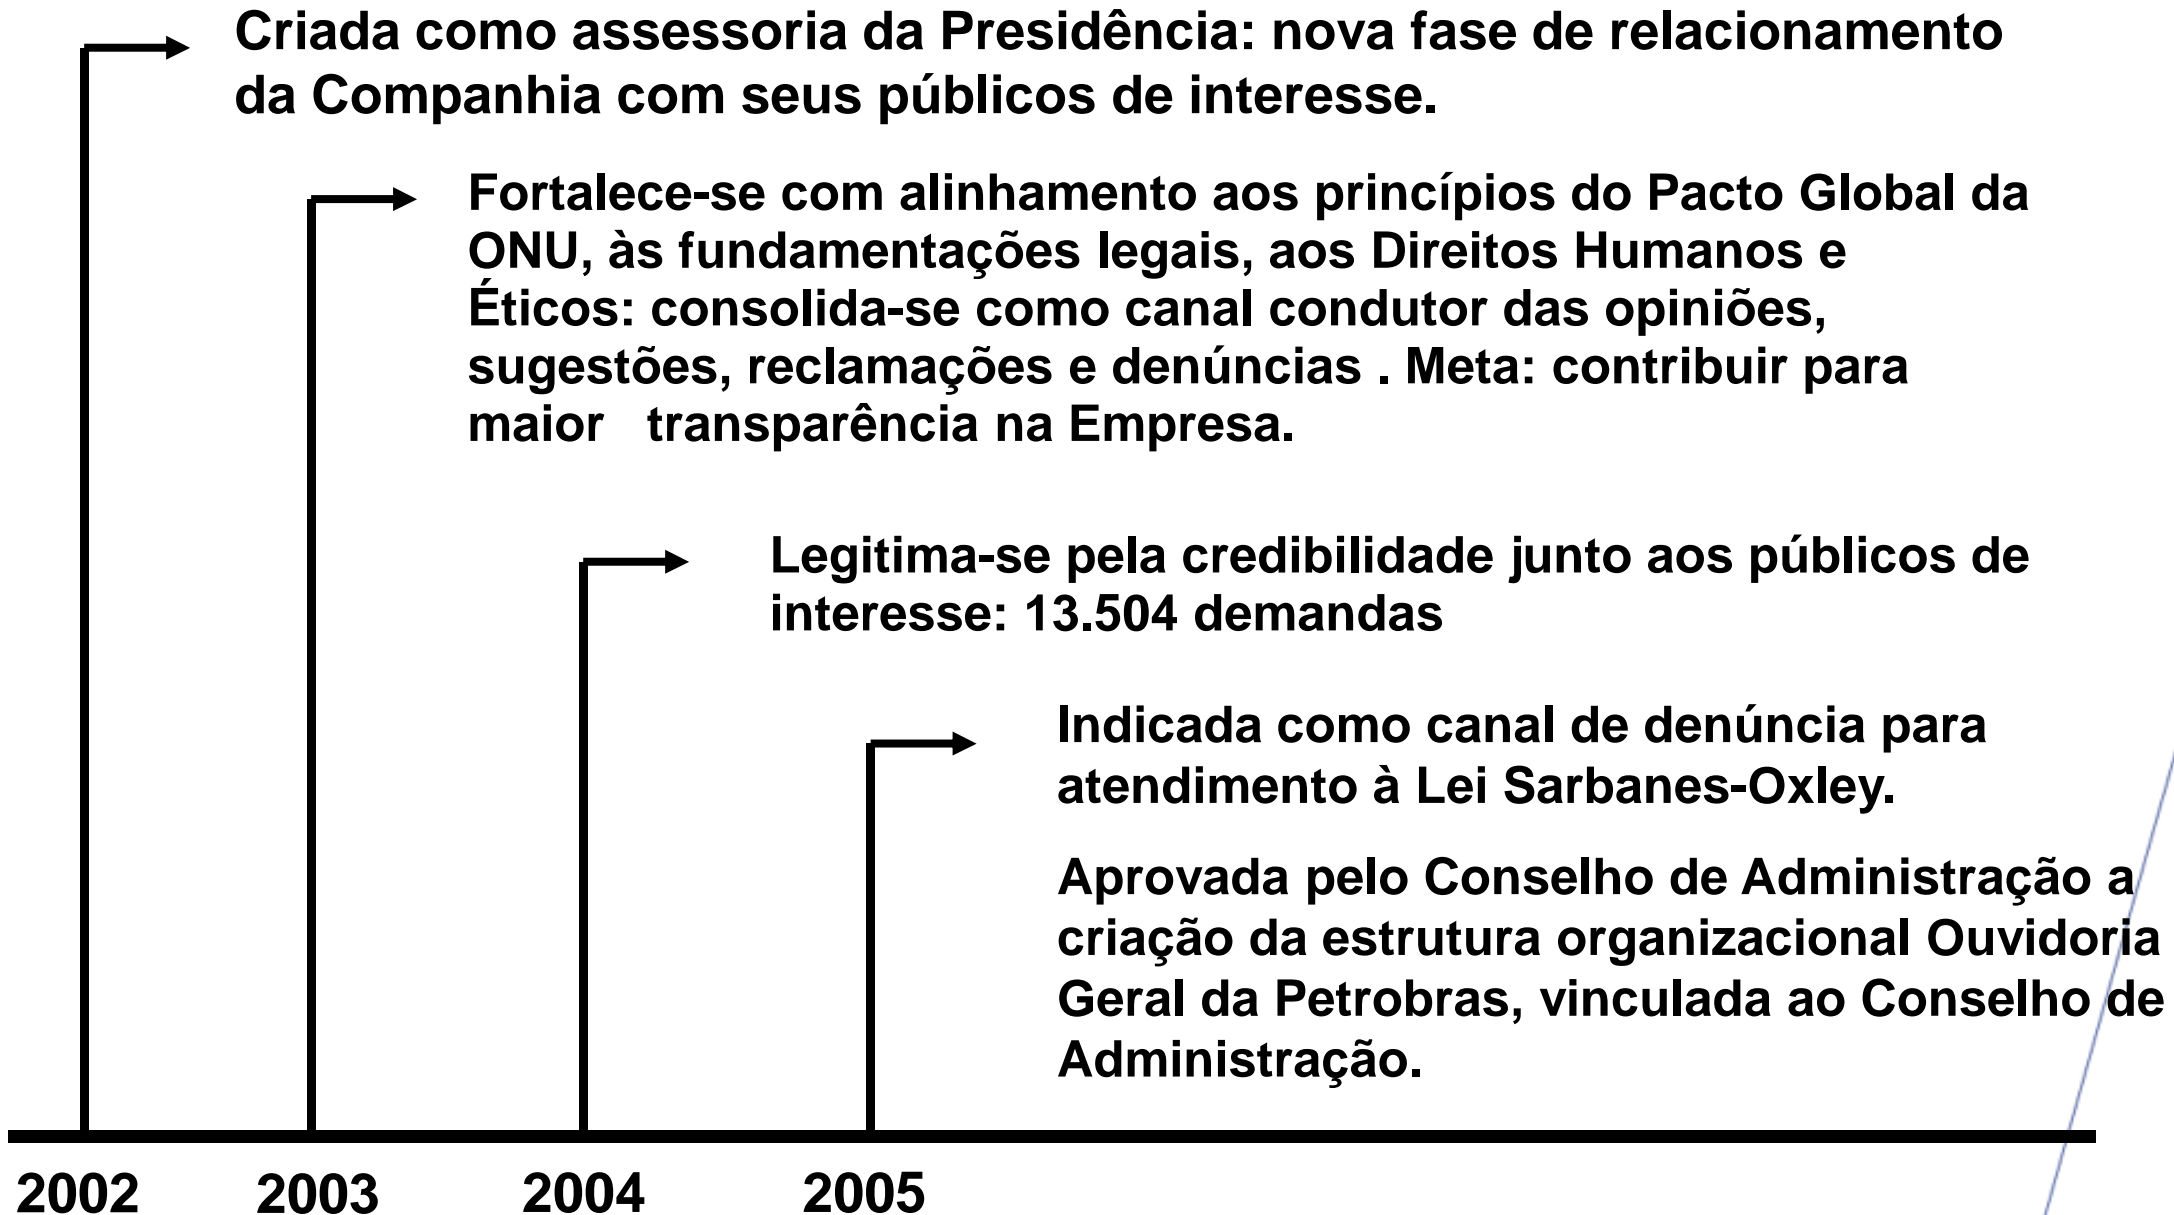 Criada como assessoria da Presidência: nova fase de relacionamento
da Companhia com seus públicos de interesse.
Fortalece-se com alinhamento aos princípios do Pacto Global da
ONU, às fundamentações legais, aos Direitos Humanos e
Éticos: consolida-se como canal condutor das opiniões,
sugestões, reclamações e denúncias . Meta: contribuir para
maior transparência na Empresa.
Legitima-se pela credibilidade junto aos públicos de
interesse: 13.504 demandas
Indicada como canal de denúncia para
atendimento à Lei Sarbanes-Oxley.
Aprovada pelo Conselho de Administração a
criação da estrutura organizacional Ouvidoria
Geral da Petrobras, vinculada ao Conselho de
Administração.
2002 2003 2004 2005